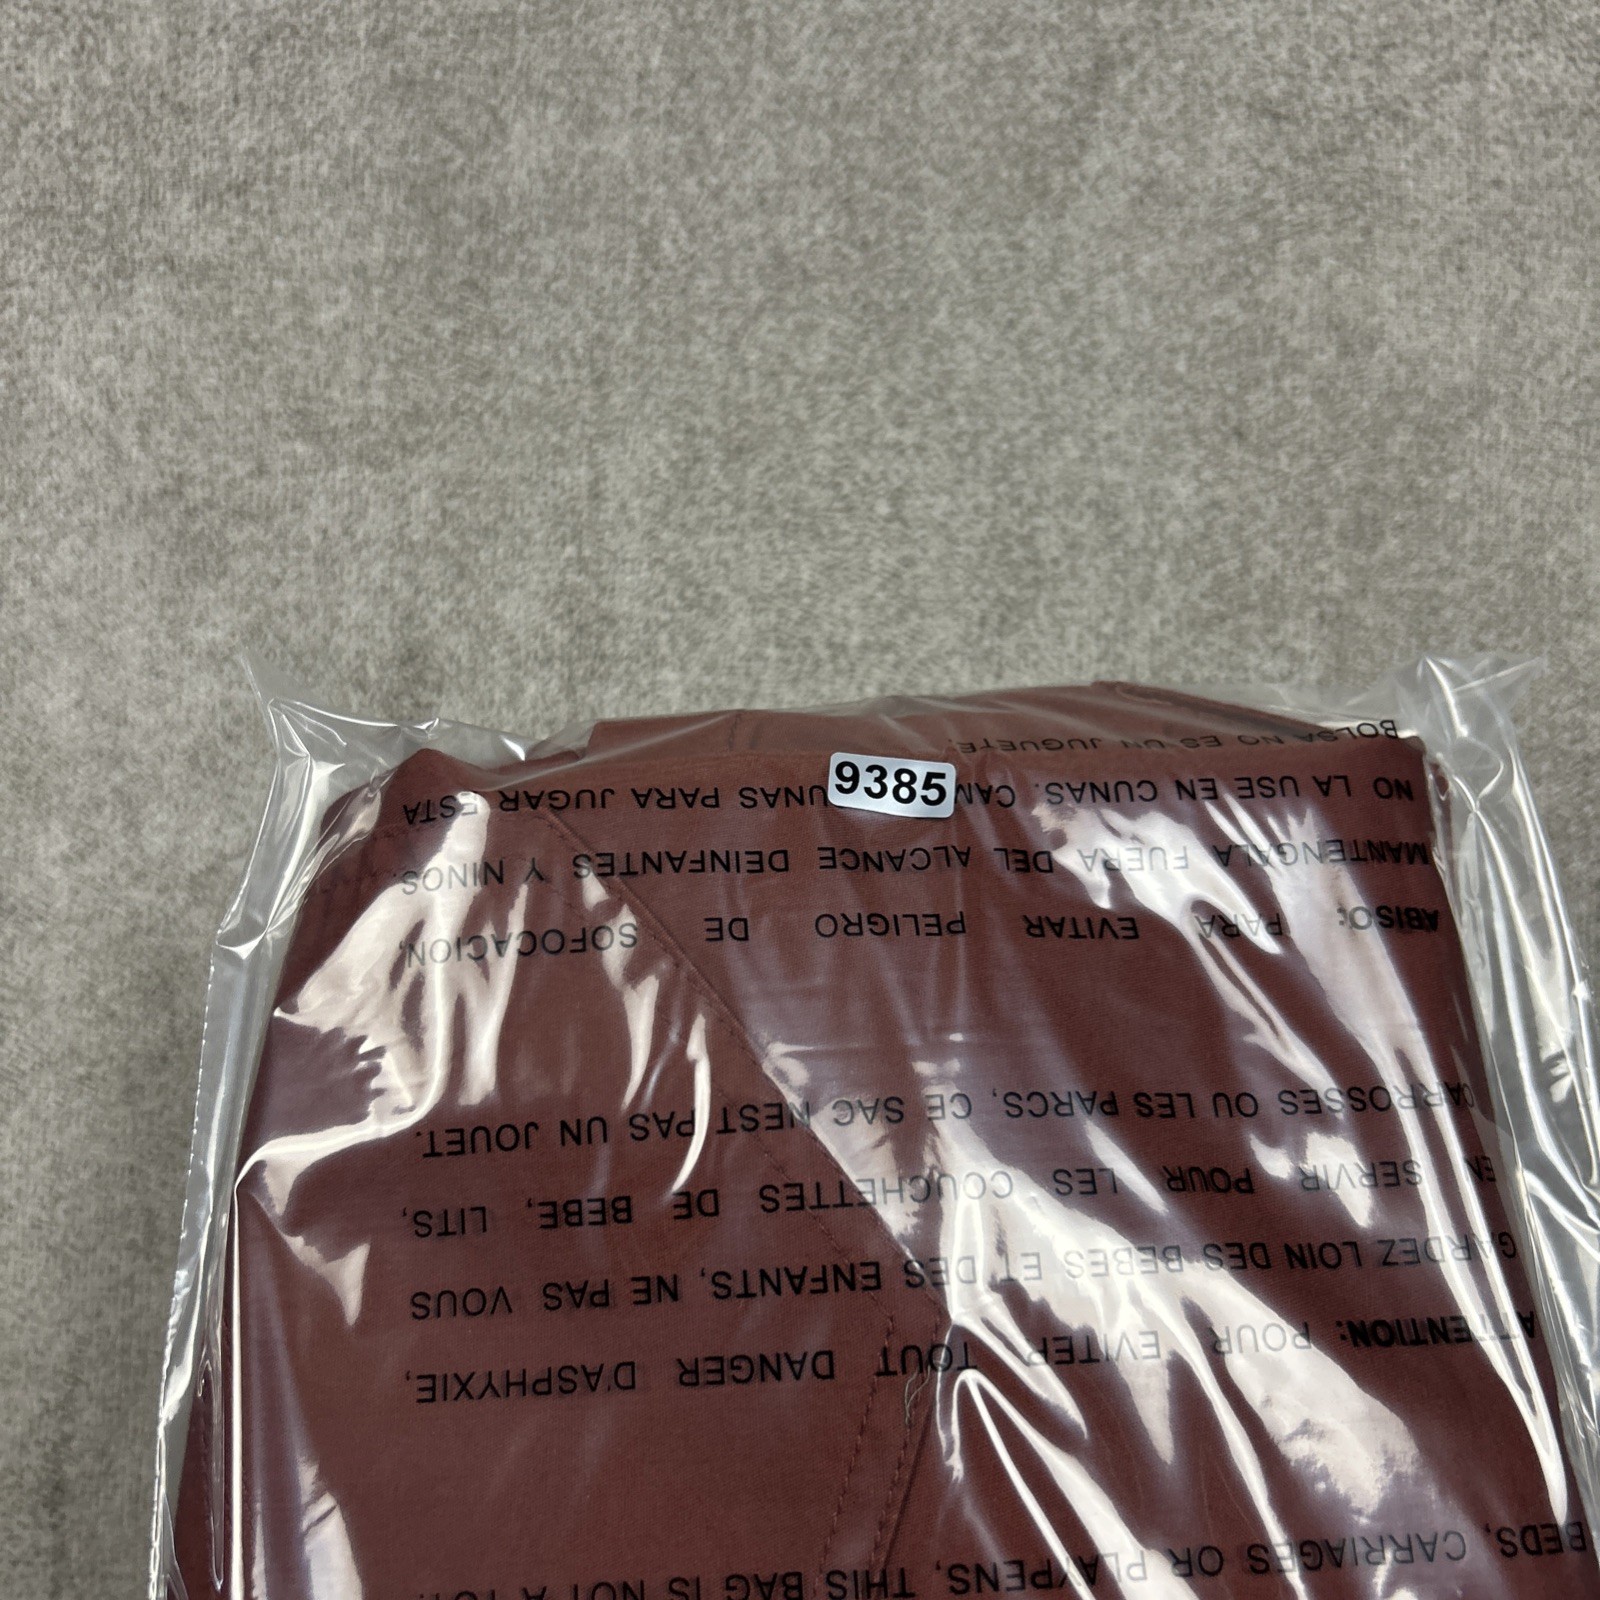 9385
BEDS, CARRIAGES OR PLAYPENS, THIS BAG IS NOT A
ATTENTION: POUR EVITER TOUT DANGER D'ASPHYXIE,
GARDEZ LOIN DES BEBES ET DES ENFANTS, NE PAS VOUS
EN SERVIR POUR LES COUCHETTES DE BEBE, LITS,
CARROSSES OU LES PARCS, CE SAC NEST PAS UN JOUET.
ABISO: PARA EVITAR PELIGRO DE SOFOCACION,
MANTENGALA FUERA DEL ALCANCE DEINFANTES Y NINOS.
NO LA USE EN CUNAS. PARA JUGAR ESTA
BOLSA NO ES UN JUGUETE.